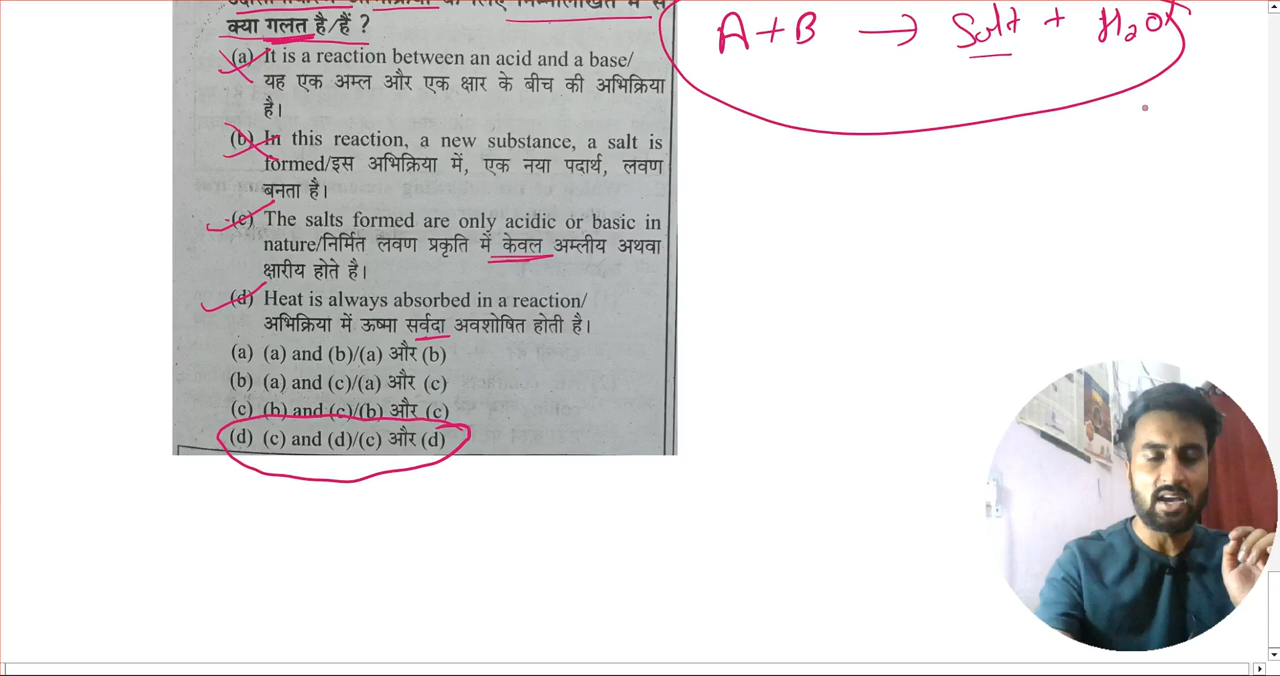 क्या गलत है/हैं ?
(a) It is a reaction between an acid and a base/
यह एक अम्ल और एक क्षार के बीच की अभिक्रिया
है।
(b) In this reaction, a new substance, a salt is
formed/इस अभिक्रिया में, एक नया पदार्थ, लवण
बनता है।
(c) The salts formed are only acidic or basic in
nature/निर्मित लवण प्रकृति में केवल अम्लीय अथवा
क्षारीय होते है।
(d) Heat is always absorbed in a reaction/
अभिक्रिया में ऊष्मा सर्वदा अवशोषित होती है।
(a) (a) and (b)/(a) और (b)
(b) (a) and (c)/(a) और (c)
(c) (b) and (c)/(b) और (c)
(d) (c) and (d)/(c) और (d)
A + B → Salt + H₂O